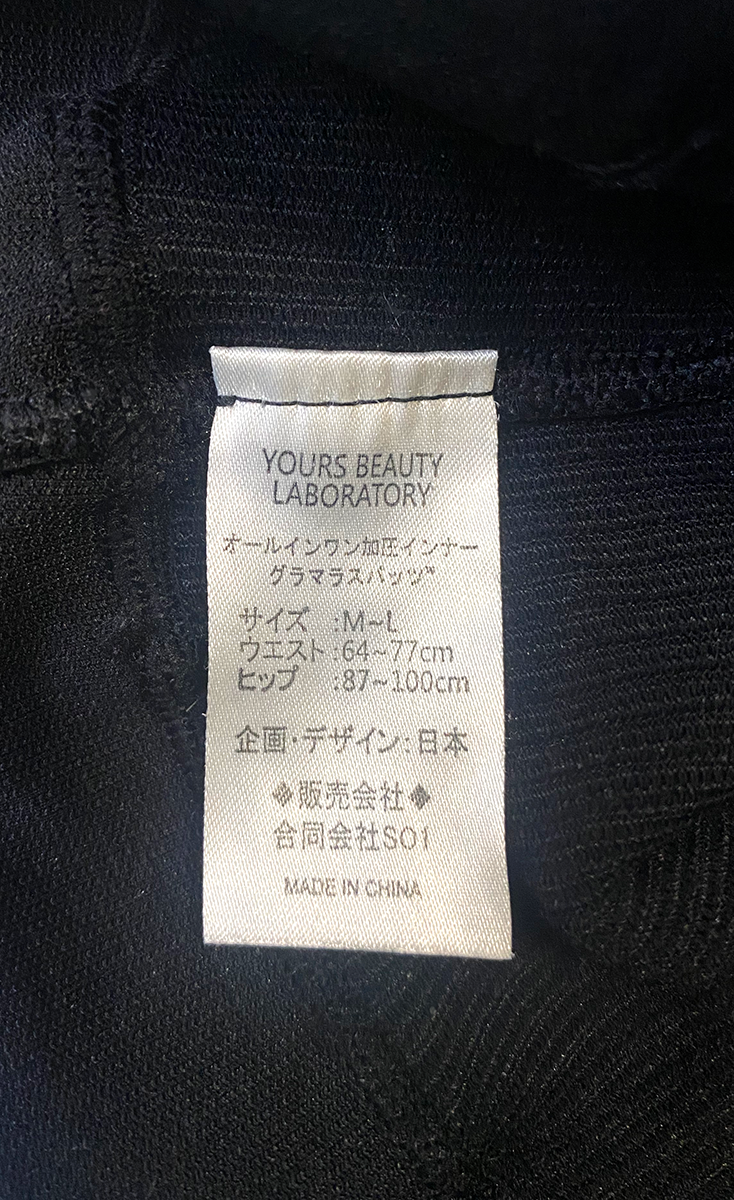 YOURS BEAUTY
LABORATORY
オールインワン加圧インナー
グラマラスパッツ™
サイズ :M~L
ウエスト:64~77cm
ヒップ :87~100cm
企画・デザイン:日本
❖販売会社❖
合同会社SO1
MADE IN CHINA